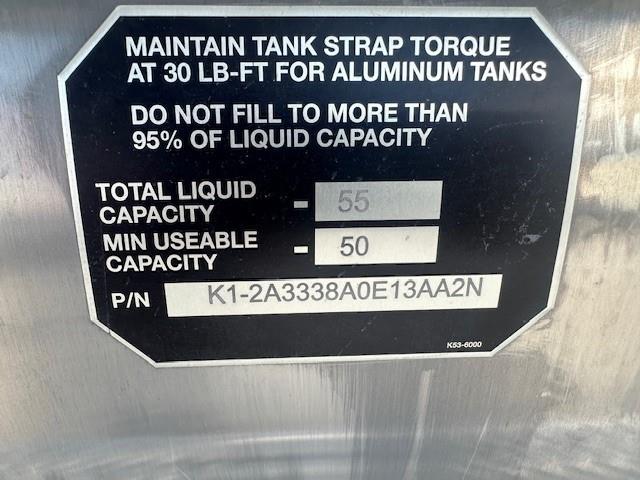 MAINTAIN TANK STRAP TORQUE
AT 30 LB-FT FOR ALUMINUM TANKS
DO NOT FILL TO MORE THAN
95% OF LIQUID CAPACITY
TOTAL LIQUID
CAPACITY - 55
MIN USEABLE
CAPACITY - 50
P/N K1-2A3338A0E13AA2N
K53-6000